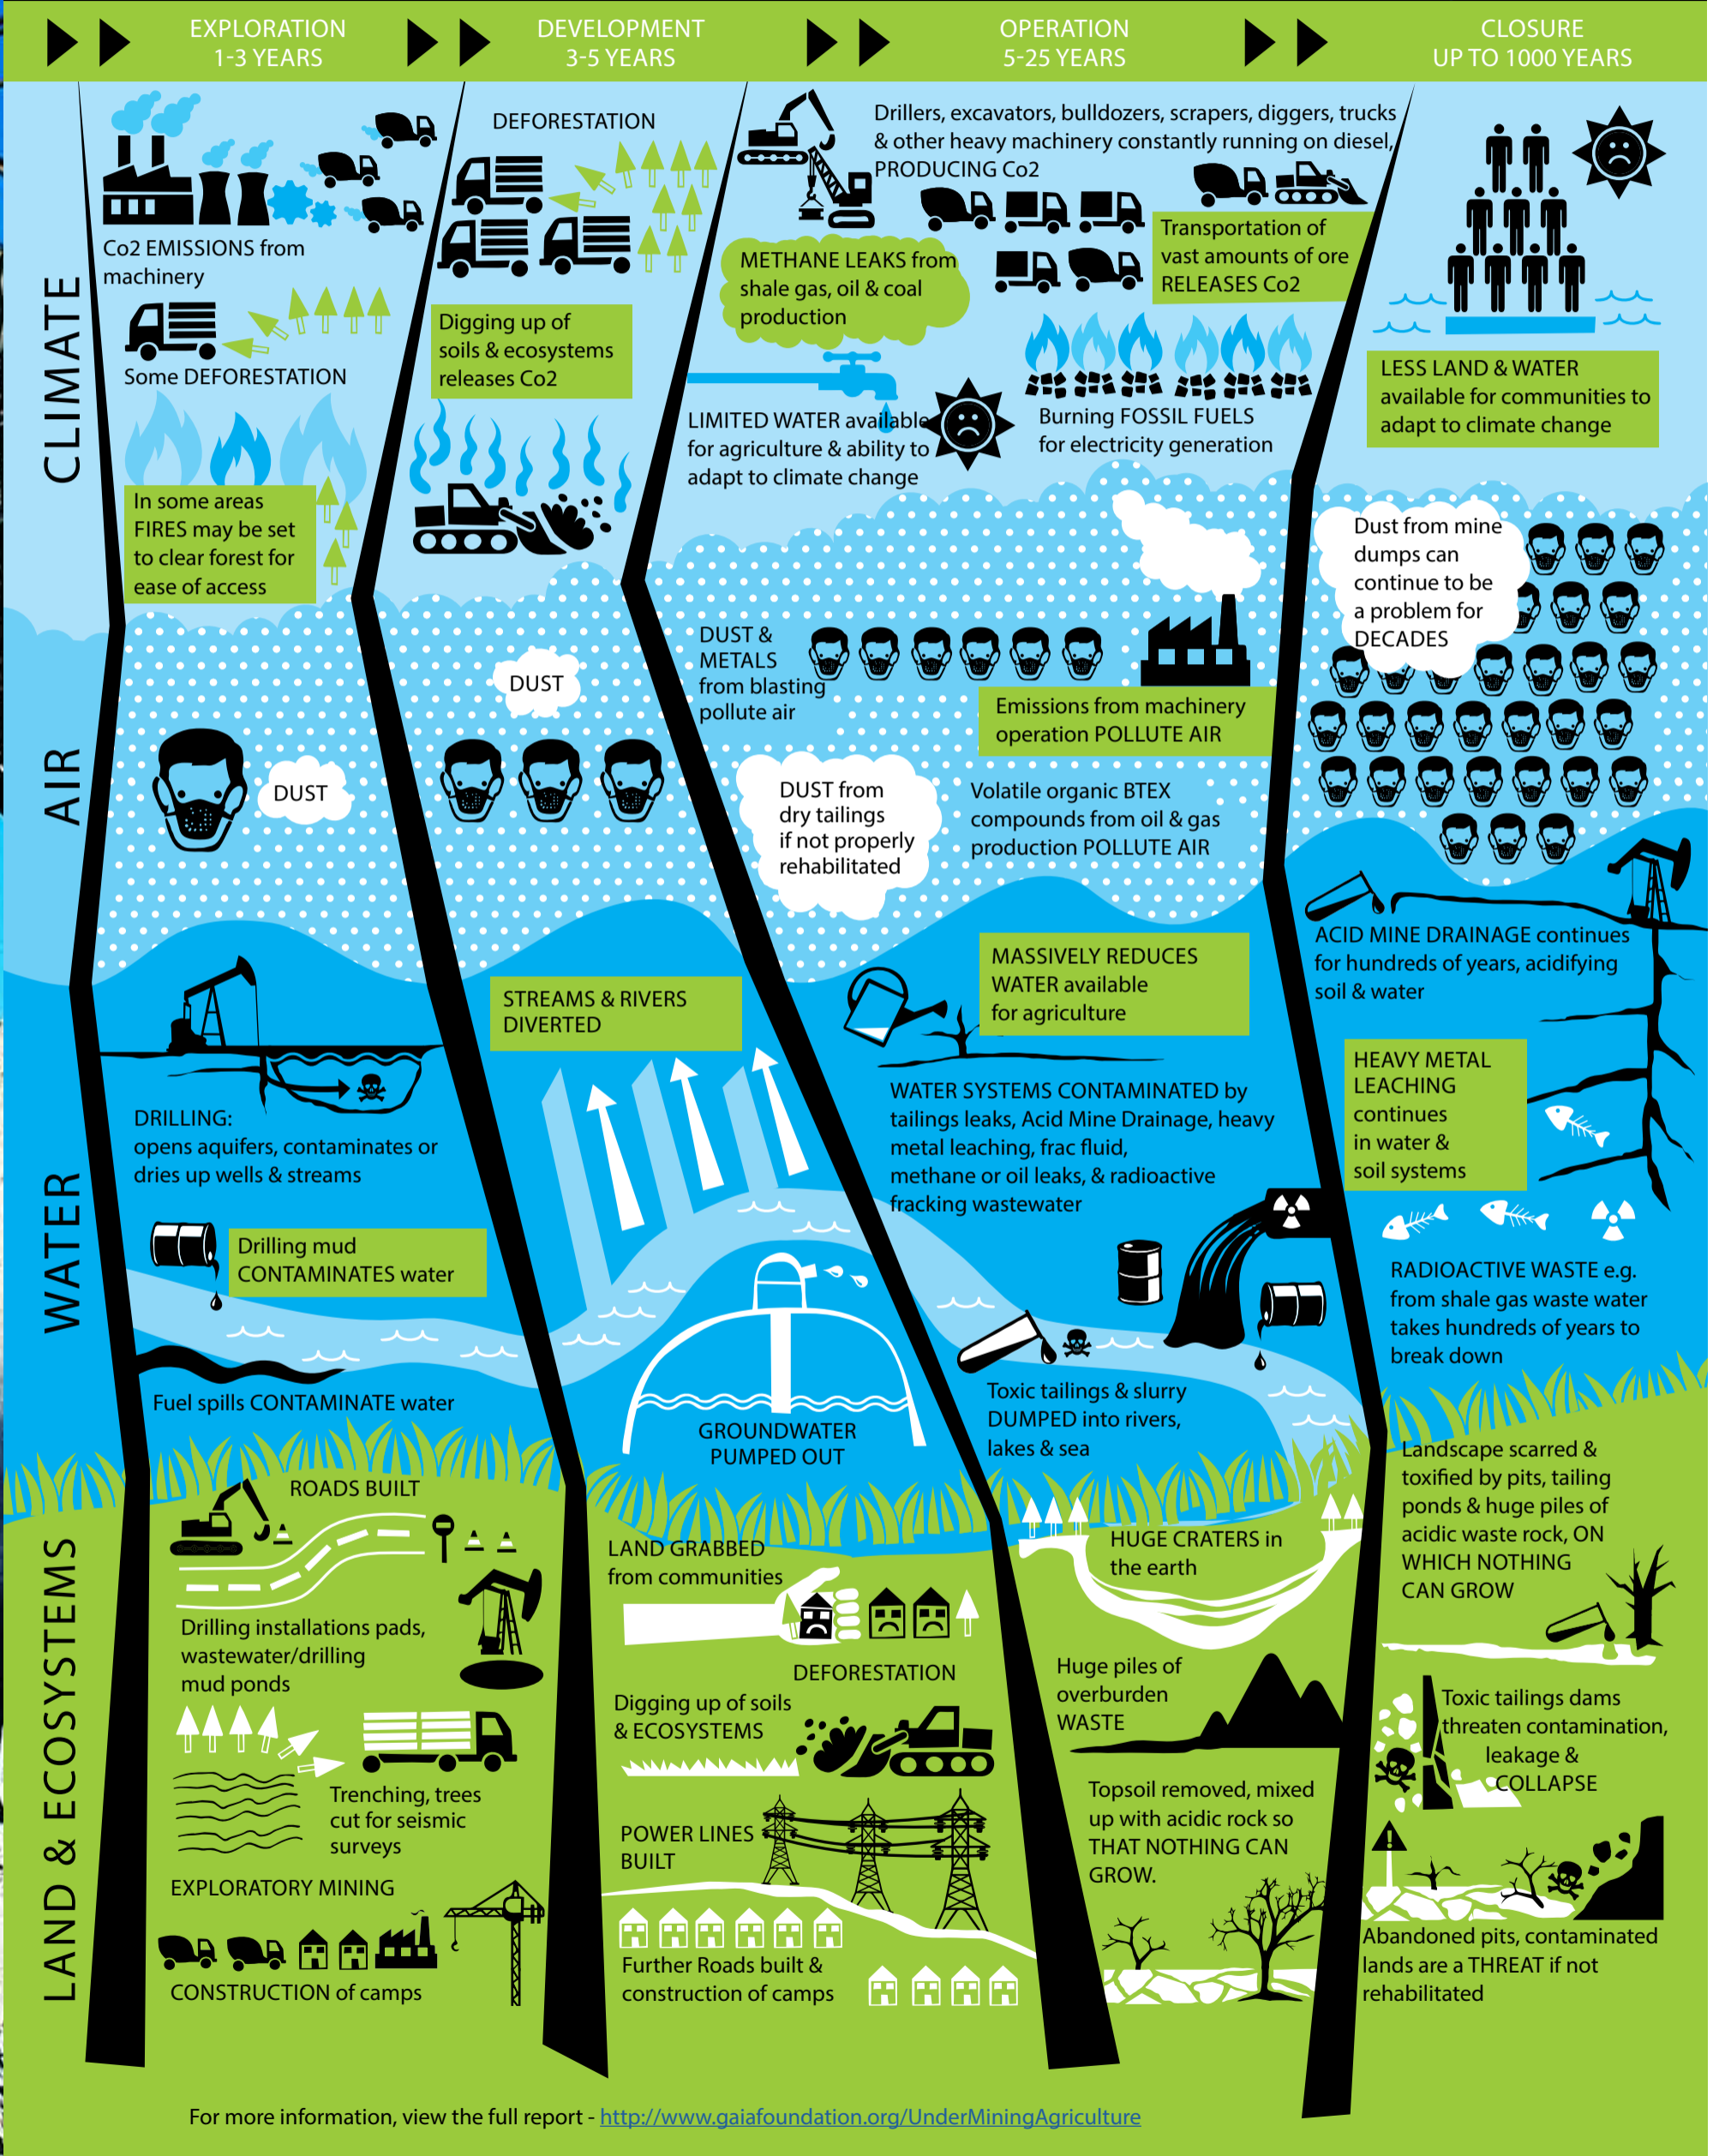 EXPLORATION
1-3 YEARS
DEVELOPMENT
3-5 YEARS
OPERATION
5-25 YEARS
CLOSURE
UP TO 1000 YEARS
CLIMATE
Co2 EMISSIONS from
machinery
Some DEFORESTATION
In some areas
FIRES may be set
to clear forest for
ease of access
DEFORESTATION
Digging up of
soils & ecosystems
releases Co2
Drillers, excavators, bulldozers, scrapers, diggers, trucks
& other heavy machinery constantly running on diesel,
PRODUCING Co2
METHANE LEAKS from
shale gas, oil & coal
production
Transportation of
vast amounts of ore
RELEASES Co2
LIMITED WATER available
for agriculture & ability to
adapt to climate change
Burning FOSSIL FUELS
for electricity generation
LESS LAND & WATER
available for communities to
adapt to climate change
AIR
DUST
DUST
DUST &
METALS
from blasting
pollute air
Emissions from machinery
operation POLLUTE AIR
DUST from
dry tailings
if not properly
rehabilitated
Volatile organic BTEX
compounds from oil & gas
production POLLUTE AIR
Dust from mine
dumps can
continue to be
a problem for
DECADES
WATER
DRILLING:
opens aquifers, contaminates or
dries up wells & streams
Drilling mud
CONTAMINATES water
Fuel spills CONTAMINATE water
STREAMS & RIVERS
DIVERTED
GROUNDWATER
PUMPED OUT
MASSIVELY REDUCES
WATER available
for agriculture
WATER SYSTEMS CONTAMINATED by
tailings leaks, Acid Mine Drainage, heavy
metal leaching, frac fluid,
methane or oil leaks, & radioactive
fracking wastewater
Toxic tailings & slurry
DUMPED into rivers,
lakes & sea
ACID MINE DRAINAGE continues
for hundreds of years, acidifying
soil & water
HEAVY METAL
LEACHING
continues
in water &
soil systems
RADIOACTIVE WASTE e.g.
from shale gas waste water
takes hundreds of years to
break down
LAND & ECOSYSTEMS
ROADS BUILT
Drilling installations pads,
wastewater/drilling
mud ponds
Trenching, trees
cut for seismic
surveys
EXPLORATORY MINING
CONSTRUCTION of camps
LAND GRABBED
from communities
DEFORESTATION
Digging up of soils
& ECOSYSTEMS
POWER LINES
BUILT
Further Roads built &
construction of camps
HUGE CRATERS in
the earth
Huge piles of
overburden
WASTE
Topsoil removed, mixed
up with acidic rock so
THAT NOTHING CAN
GROW.
Landscape scarred &
toxified by pits, tailing
ponds & huge piles of
acidic waste rock, ON
WHICH NOTHING
CAN GROW
Toxic tailings dams
threaten contamination,
leakage &
COLLAPSE
Abandoned pits, contaminated
lands are a THREAT if not
rehabilitated
For more information, view the full report - http://www.gaiafoundation.org/UnderMiningAgriculture